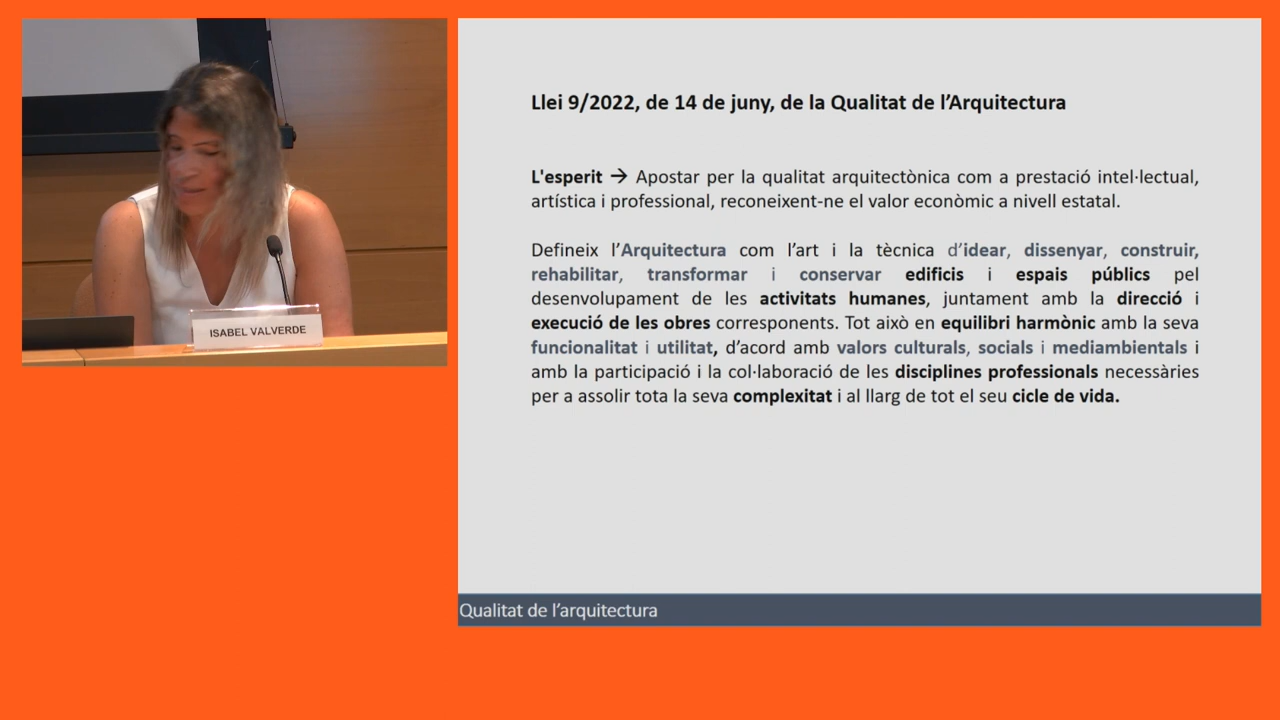 ISABEL VALVERDE
Llei 9/2022, de 14 de juny, de la Qualitat de l'Arquitectura
L'esperit → Apostar per la qualitat arquitectònica com a prestació intel·lectual,
artística i professional, reconeixent-ne el valor econòmic a nivell estatal.
Defineix l'Arquitectura com l'art i la tècnica d'idear, dissenyar, construir,
rehabilitar, transformar i conservar edificis i espais públics pel
desenvolupament de les activitats humanes, juntament amb la direcció i
execució de les obres corresponents. Tot això en equilibri harmònic amb la seva
funcionalitat i utilitat, d'acord amb valors culturals, socials i mediambientals i
amb la participació i la col·laboració de les disciplines professionals necessàries
per a assolir tota la seva complexitat i al llarg de tot el seu cicle de vida.
Qualitat de l'arquitectura